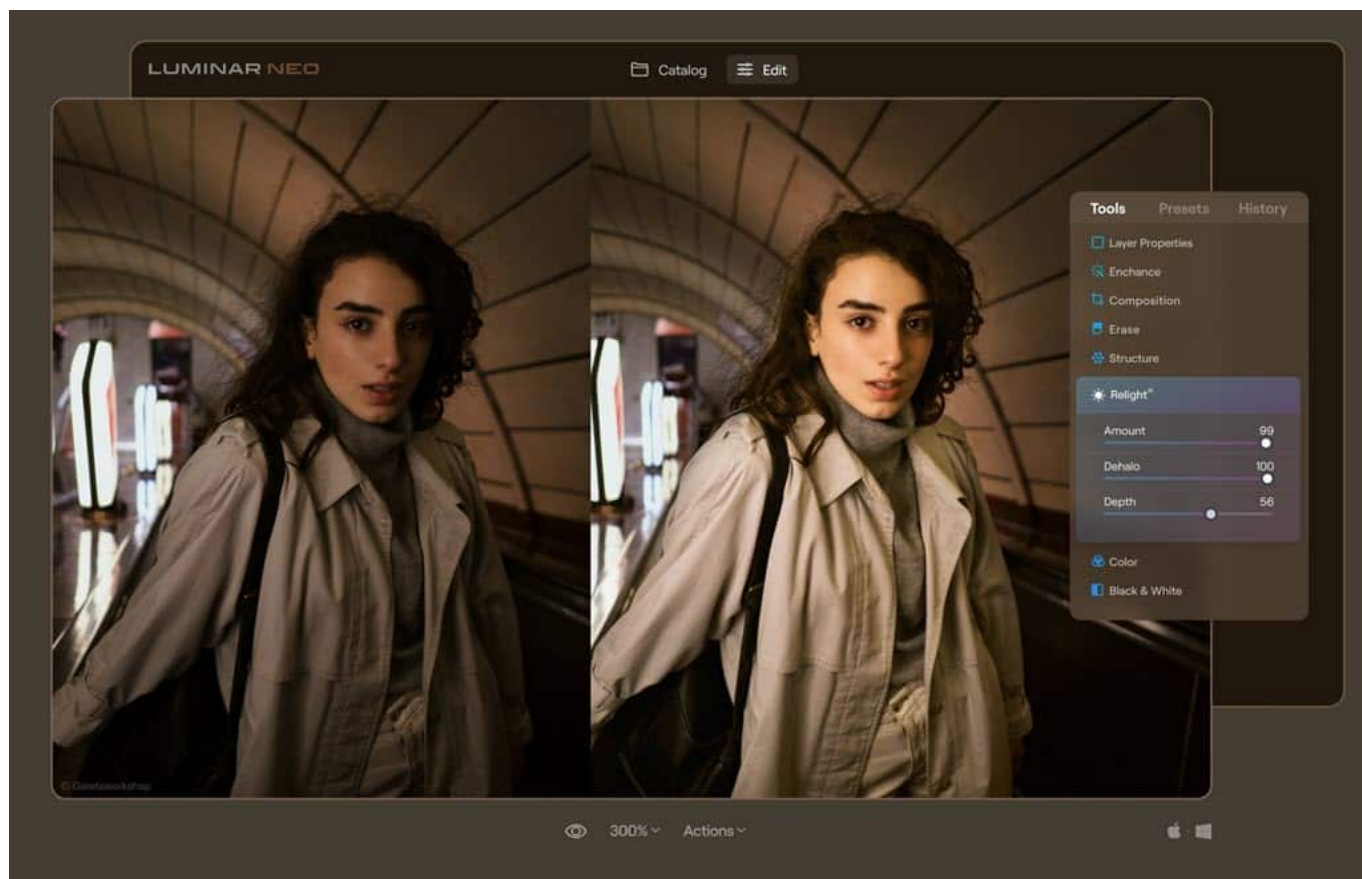 LUMINAR NEO
Catalog
Edit
Tools Presets History
Layer Properties
Enchance
Composition
Erase
Structure
Relight
Amount 99
Dehalo 100
Depth 56
Color
Black & White
300%
Actions